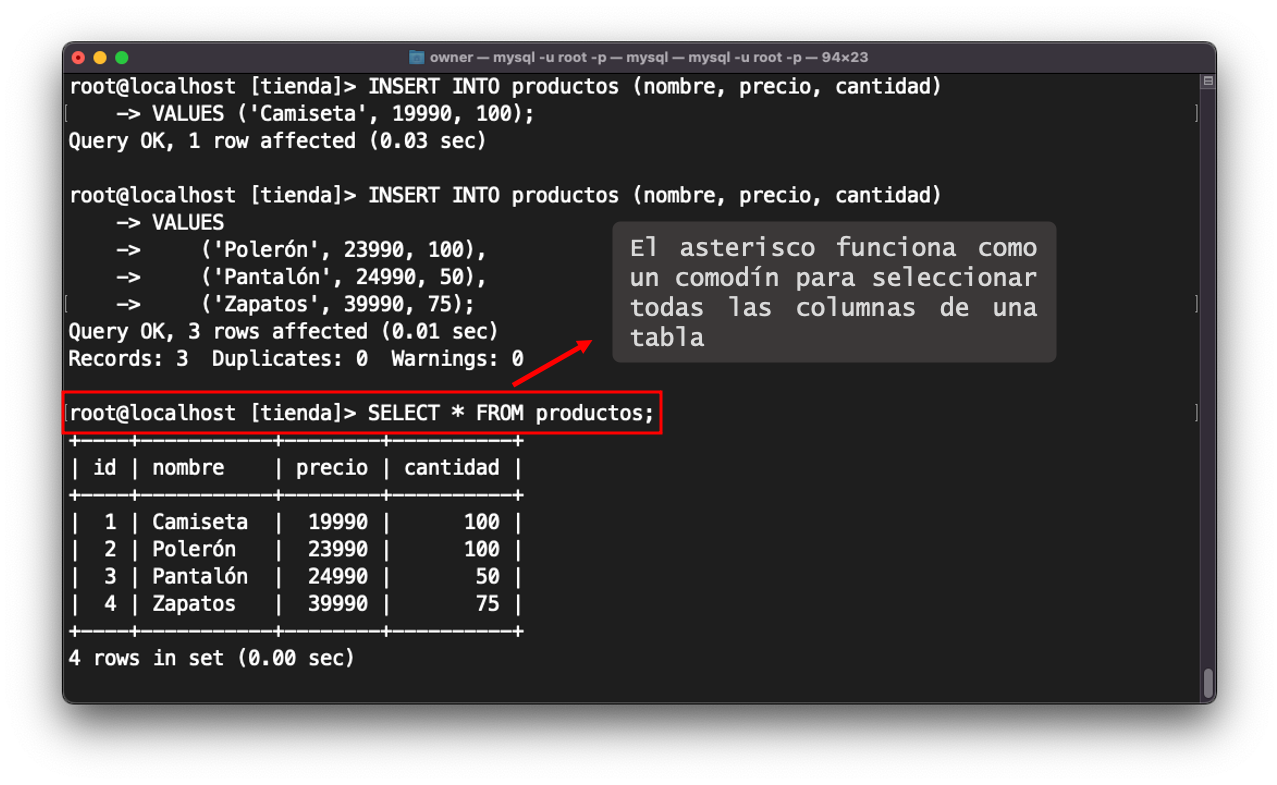 owner — mysql -u root -p — mysql — mysql -u root -p — 94×23
root@localhost [tienda]> INSERT INTO productos (nombre, precio, cantidad)
    -> VALUES ('Camiseta', 19990, 100);
Query OK, 1 row affected (0.03 sec)
root@localhost [tienda]> INSERT INTO productos (nombre, precio, cantidad)
    -> VALUES
    ->     ('Polerón', 23990, 100),
    ->     ('Pantalón', 24990, 50),
    ->     ('Zapatos', 39990, 75);
Query OK, 3 rows affected (0.01 sec)
Records: 3  Duplicates: 0  Warnings: 0
El asterisco funciona como
un comodín para seleccionar
todas las columnas de una
tabla
root@localhost [tienda]> SELECT * FROM productos;
+----+-----------+--------+----------+
| id | nombre    | precio | cantidad |
+----+-----------+--------+----------+
|  1 | Camiseta  |  19990 |      100 |
|  2 | Polerón   |  23990 |      100 |
|  3 | Pantalón  |  24990 |       50 |
|  4 | Zapatos   |  39990 |       75 |
+----+-----------+--------+----------+
4 rows in set (0.00 sec)